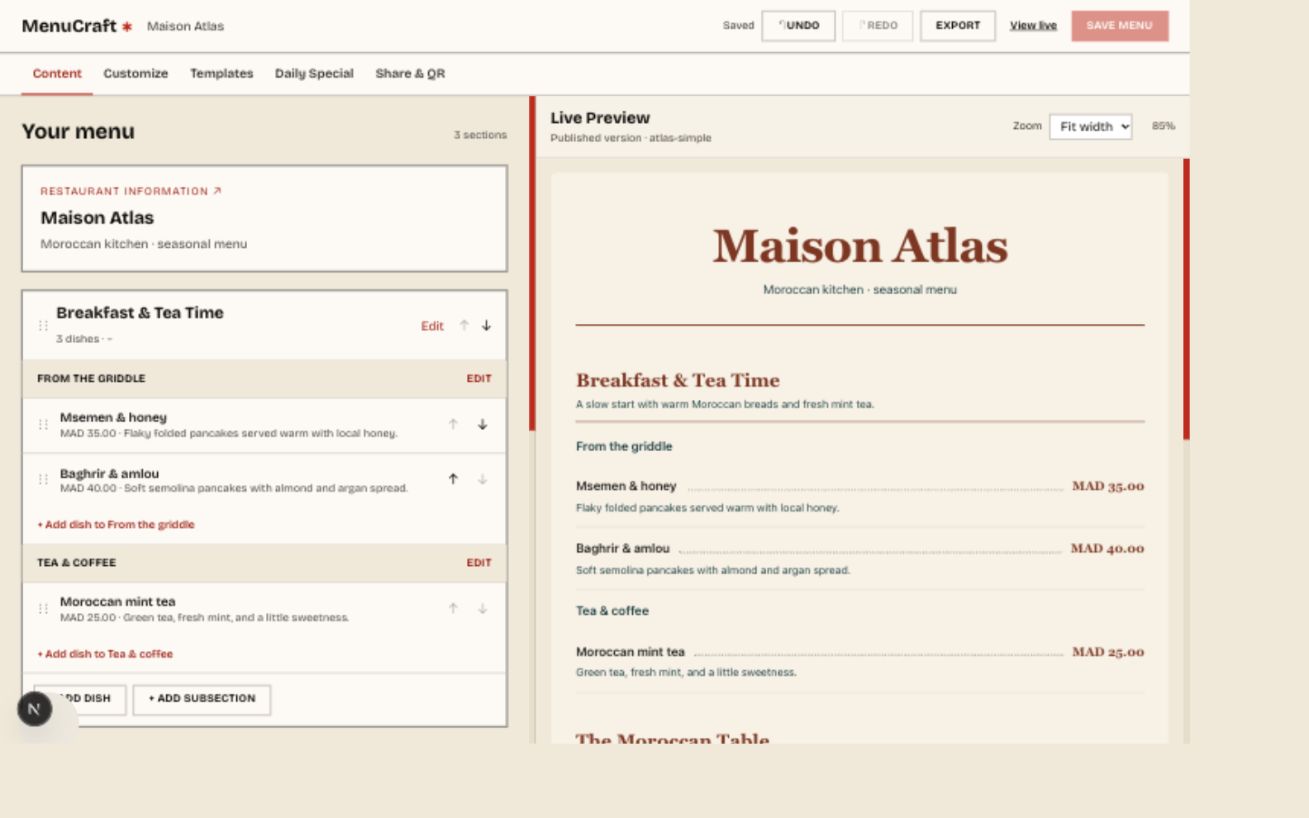 MenuCraft * Maison Atlas
Saved UNDO REDO EXPORT View live SAVE MENU
Content Customize Templates Daily Special Share & QR
Your menu
3 sections
RESTAURANT INFORMATION ↗
Maison Atlas
Moroccan kitchen · seasonal menu
Breakfast & Tea Time
3 dishes · –
Edit ↑ ↓
FROM THE GRIDDLE EDIT
Msemen & honey
MAD 35.00 · Flaky folded pancakes served warm with local honey.
Baghrir & amlou
MAD 40.00 · Soft semolina pancakes with almond and argan spread.
+ Add dish to From the griddle
TEA & COFFEE EDIT
Moroccan mint tea
MAD 25.00 · Green tea, fresh mint, and a little sweetness.
+ Add dish to Tea & coffee
DD DISH + ADD SUBSECTION
N
Live Preview
Published version · atlas-simple
Zoom Fit width 85%
Maison Atlas
Moroccan kitchen · seasonal menu
Breakfast & Tea Time
A slow start with warm Moroccan breads and fresh mint tea.
From the griddle
Msemen & honey MAD 35.00
Flaky folded pancakes served warm with local honey.
Baghrir & amlou MAD 40.00
Soft semolina pancakes with almond and argan spread.
Tea & coffee
Moroccan mint tea MAD 25.00
Green tea, fresh mint, and a little sweetness.
The Moroccan Table